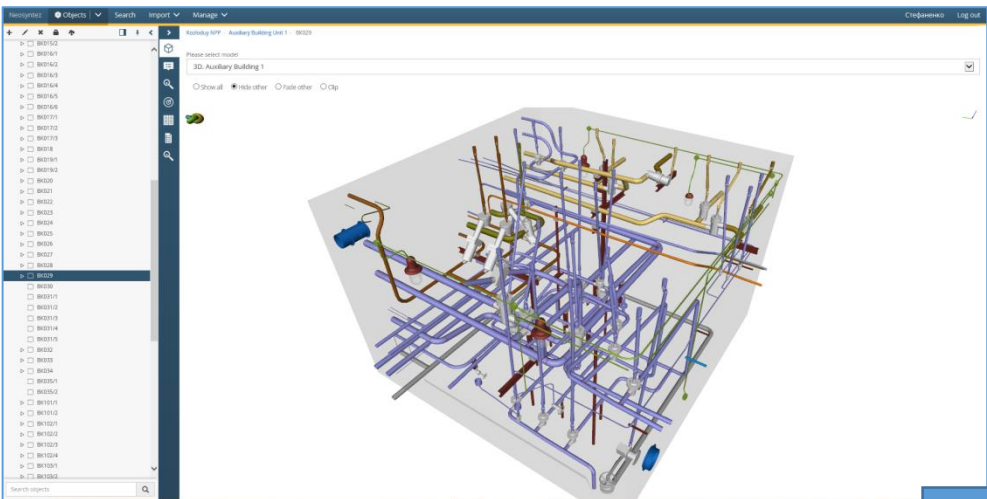 Neosyntez Objects Search Import Manage Стефаненко Log out
Kozloduy NPP Auxiliary Building Unit 1 BK029
Please select model
3D. Auxiliary Building 1
Show all Hide other Fade other Clip
BK015/2
BK016/1
BK016/2
BK016/3
BK016/4
BK016/5
BK016/6
BK017/1
BK017/2
BK017/3
BK018
BK019/1
BK019/2
BK020
BK021
BK022
BK023
BK024
BK025
BK026
BK027
BK028
BK029
BK030
BK031/1
BK031/2
BK031/3
BK031/4
BK031/5
BK032
BK033
BK034
BK035/1
BK035/2
BK101/1
BK101/2
BK102/1
BK102/2
BK102/3
BK102/4
BK103/1
BK103/2
Search objects